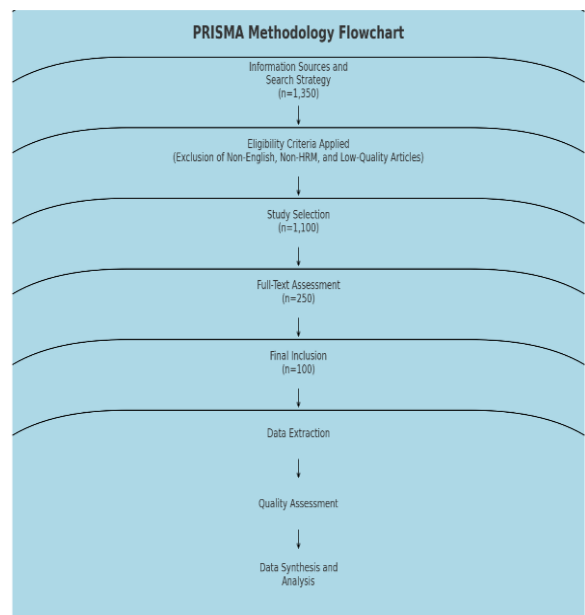 PRISMA Methodology Flowchart
Information Sources and
Search Strategy
(n=1,350)
Eligibility Criteria Applied
(Exclusion of Non-English, Non-HRM, and Low-Quality Articles)
Study Selection
(n=1,100)
Full-Text Assessment
(n=250)
Final Inclusion
(n=100)
Data Extraction
Quality Assessment
Data Synthesis and
Analysis